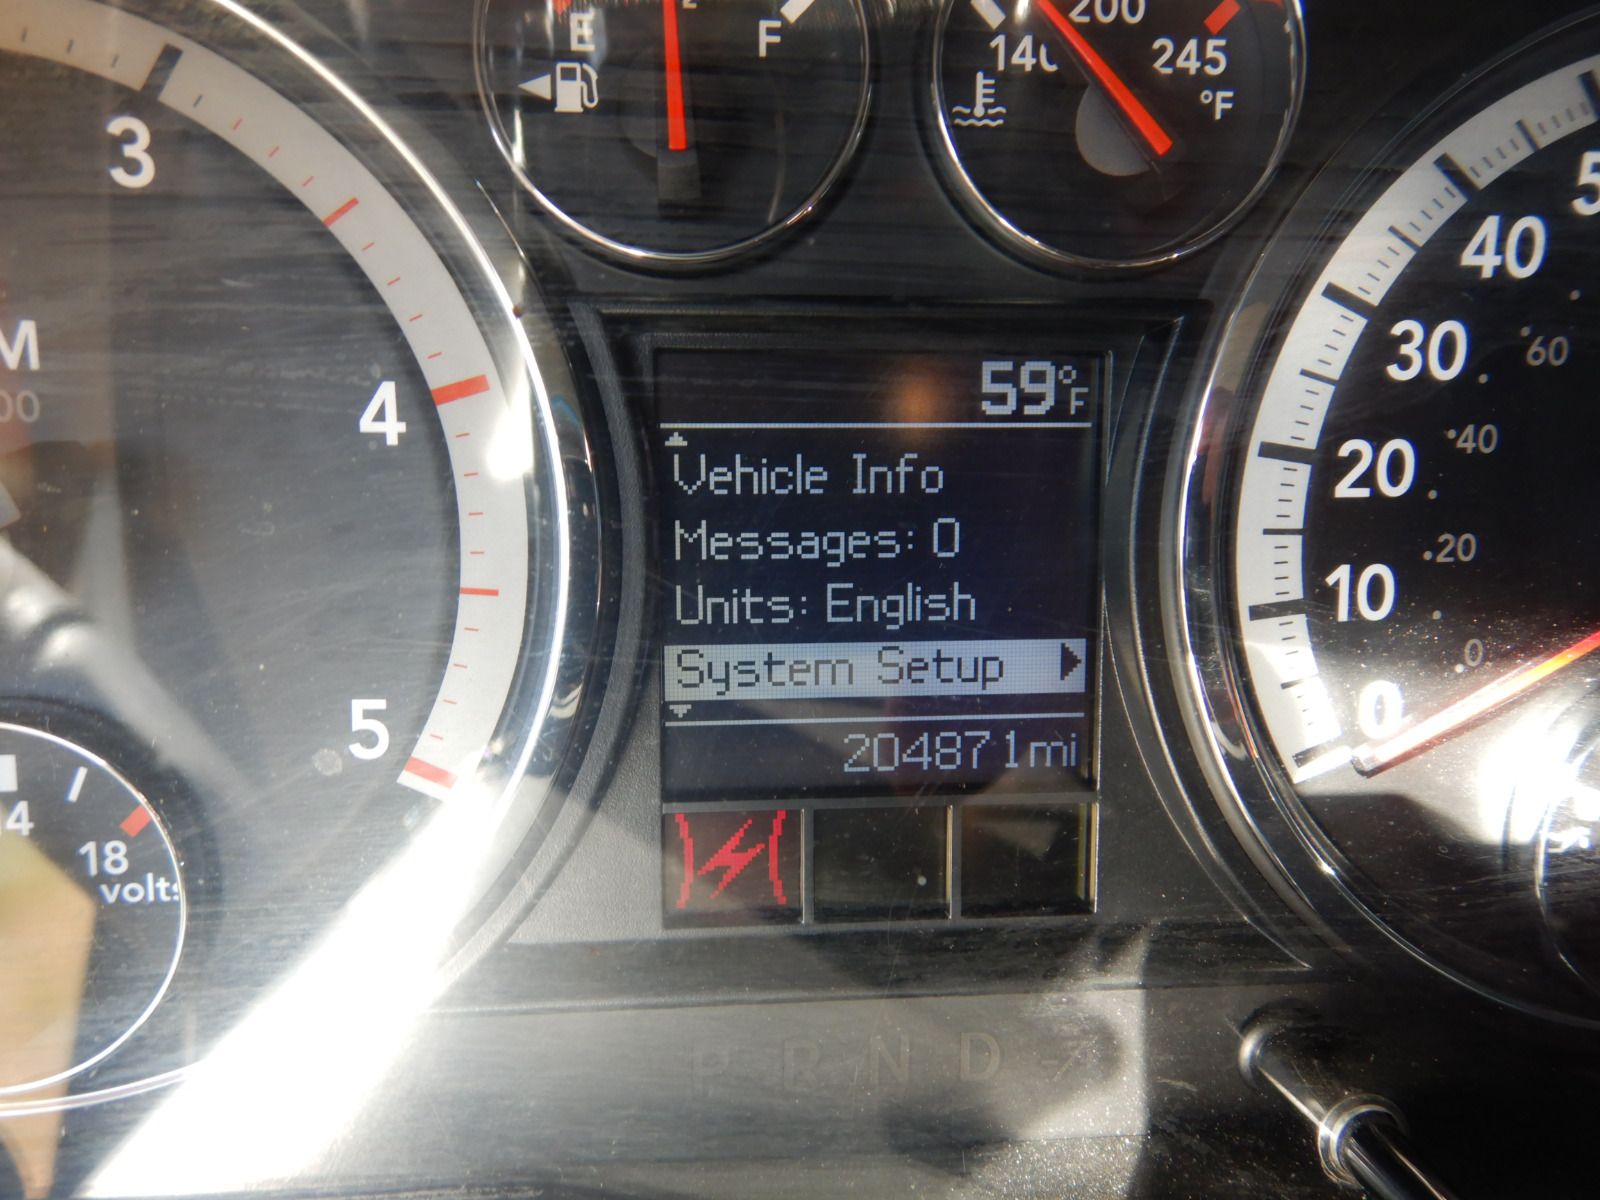 E
F
140
200
245
°F
3
4
5
14
18
volts
59°F
Vehicle Info
Messages: 0
Units: English
System Setup
204871mi
40
30
20
10
0
60
40
20
0
P R N D